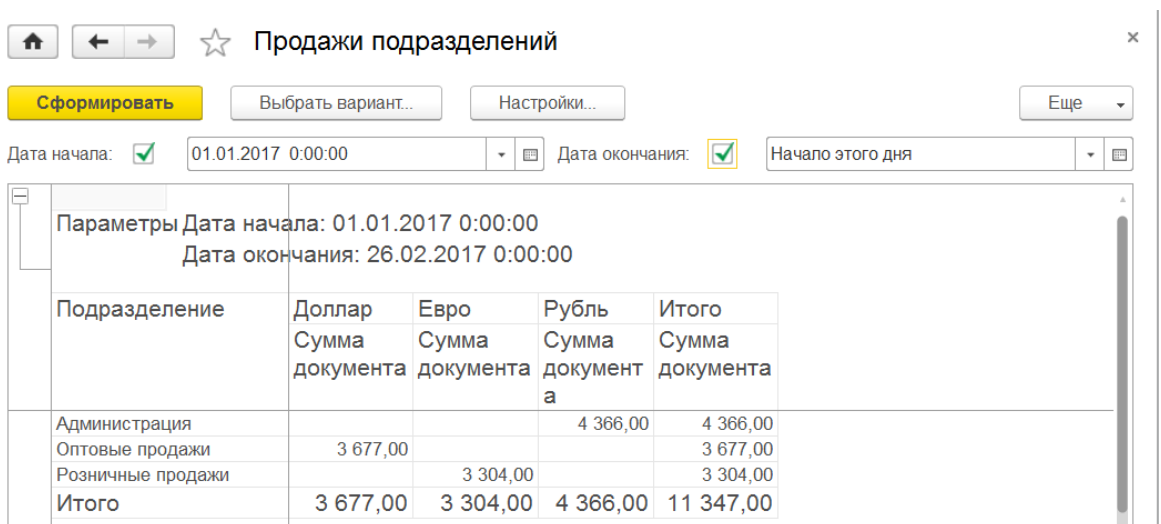 Продажи подразделений
Сформировать Выбрать вариант... Настройки... Еще
Дата начала: 01.01.2017 0:00:00 Дата окончания: Начало этого дня
Параметры Дата начала: 01.01.2017 0:00:00
Дата окончания: 26.02.2017 0:00:00
Подразделение Доллар Евро Рубль Итого
Сумма Сумма Сумма Сумма
документа документа документ документа
а
Администрация 4 366,00 4 366,00
Оптовые продажи 3 677,00 3 677,00
Розничные продажи 3 304,00 3 304,00
Итого 3 677,00 3 304,00 4 366,00 11 347,00